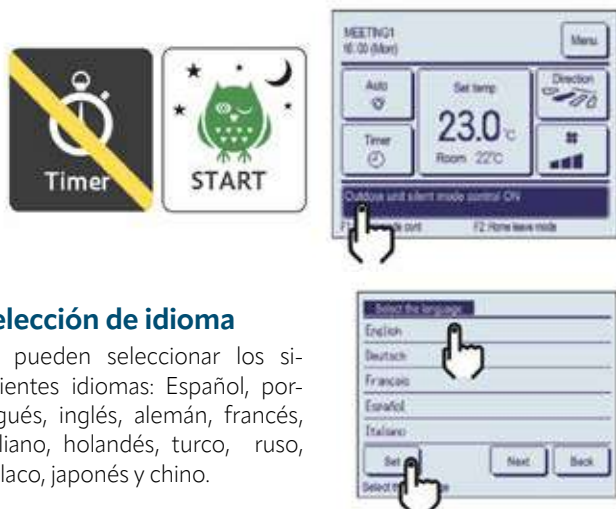 Timer
START
MEETING1
16:00 (Mon)
Menu
Auto
Set temp
Direction
23.0 °C
Timer
Room 22°C
Outdoor unit silent mode control ON
F2: Home leave mode
elección de idioma
pueden seleccionar los si-
ientes idiomas: Español, por-
gués, inglés, alemán, francés,
liano, holandés, turco, ruso,
laco, japonés y chino.
Select the language
English
Deutsch
Français
Español
Italiano
Set
Next
Back